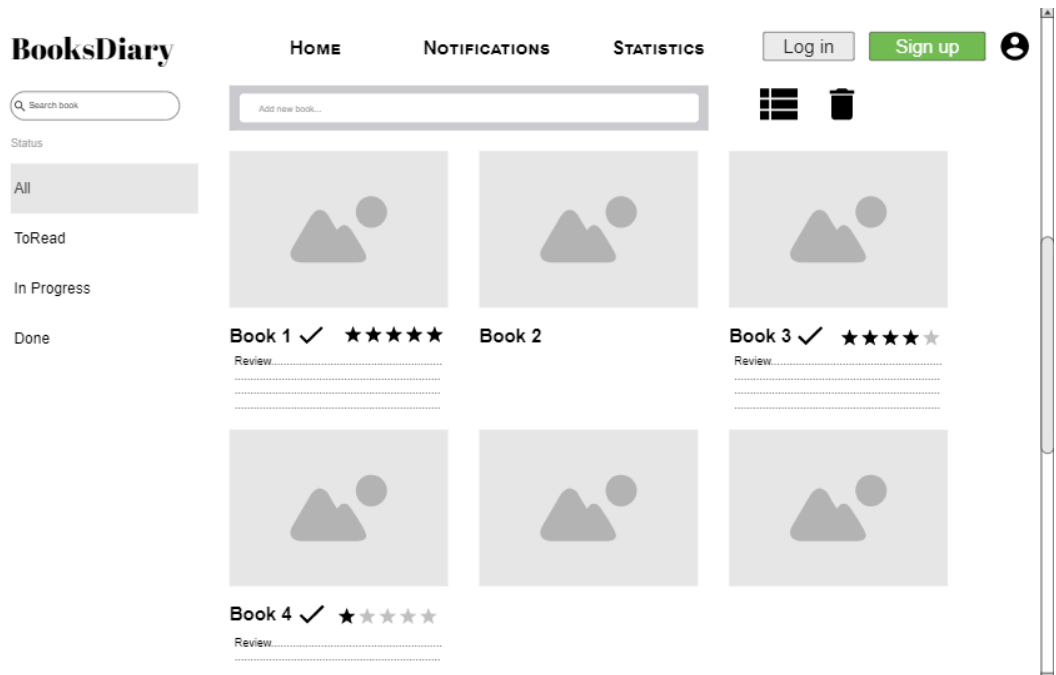 BooksDiary
Home Notifications Statistics Log in Sign up
Search book
Add new book...
Status
All
ToRead
In Progress
Done
Book 1 Book 2 Book 3
Review Review
Book 4
Review